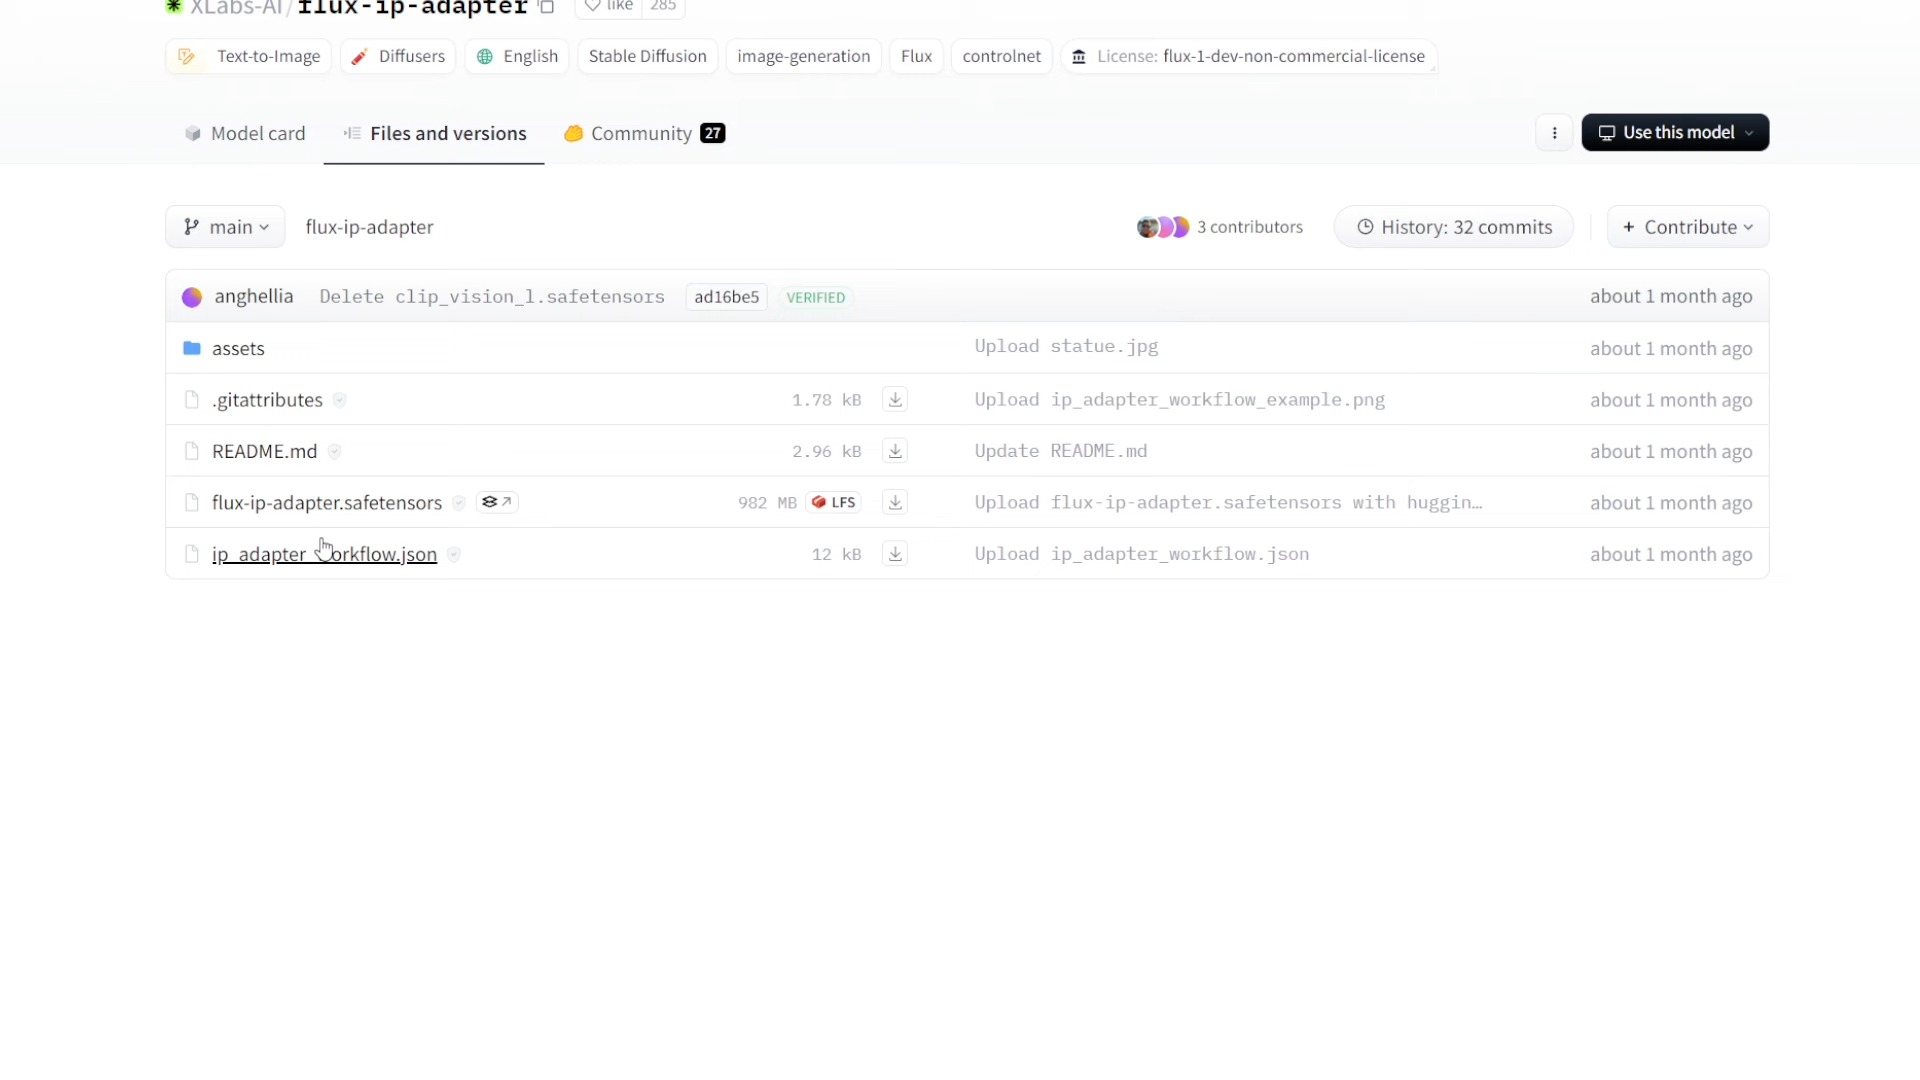 XLabs-AI/flux-ip-adapter like 285
Text-to-Image Diffusers English Stable Diffusion image-generation Flux controlnet License: flux-1-dev-non-commercial-license
Model card Files and versions Community 27 Use this model
main flux-ip-adapter 3 contributors History: 32 commits + Contribute
anghellia Delete clip_vision_l.safetensors ad16be5 VERIFIED about 1 month ago
assets Upload statue.jpg about 1 month ago
.gitattributes 1.78 kB Upload ip_adapter_workflow_example.png about 1 month ago
README.md 2.96 kB Update README.md about 1 month ago
flux-ip-adapter.safetensors 982 MB LFS Upload flux-ip-adapter.safetensors with huggin… about 1 month ago
ip_adapter_workflow.json 12 kB Upload ip_adapter_workflow.json about 1 month ago